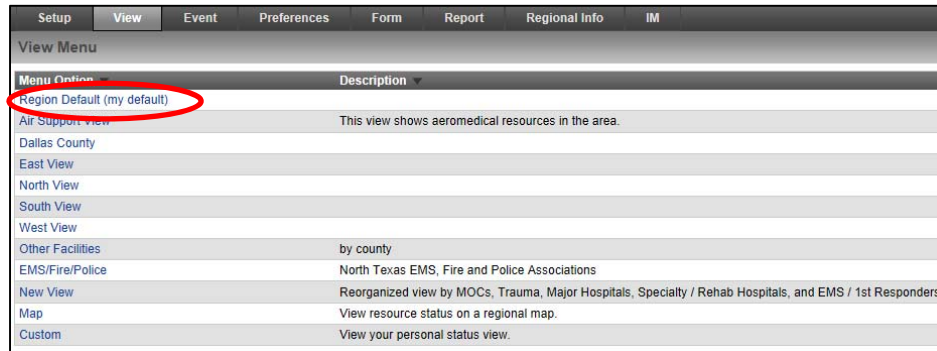 Setup View Event Preferences Form Report Regional Info IM
View Menu
Menu Option Description
Region Default (my default)
Air Support View This view shows aeromedical resources in the area.
Dallas County
East View
North View
South View
West View
Other Facilities by county
EMS/Fire/Police North Texas EMS, Fire and Police Associations
New View Reorganized view by MOCs, Trauma, Major Hospitals, Specialty / Rehab Hospitals, and EMS / 1st Responders
Map View resource status on a regional map.
Custom View your personal status view.